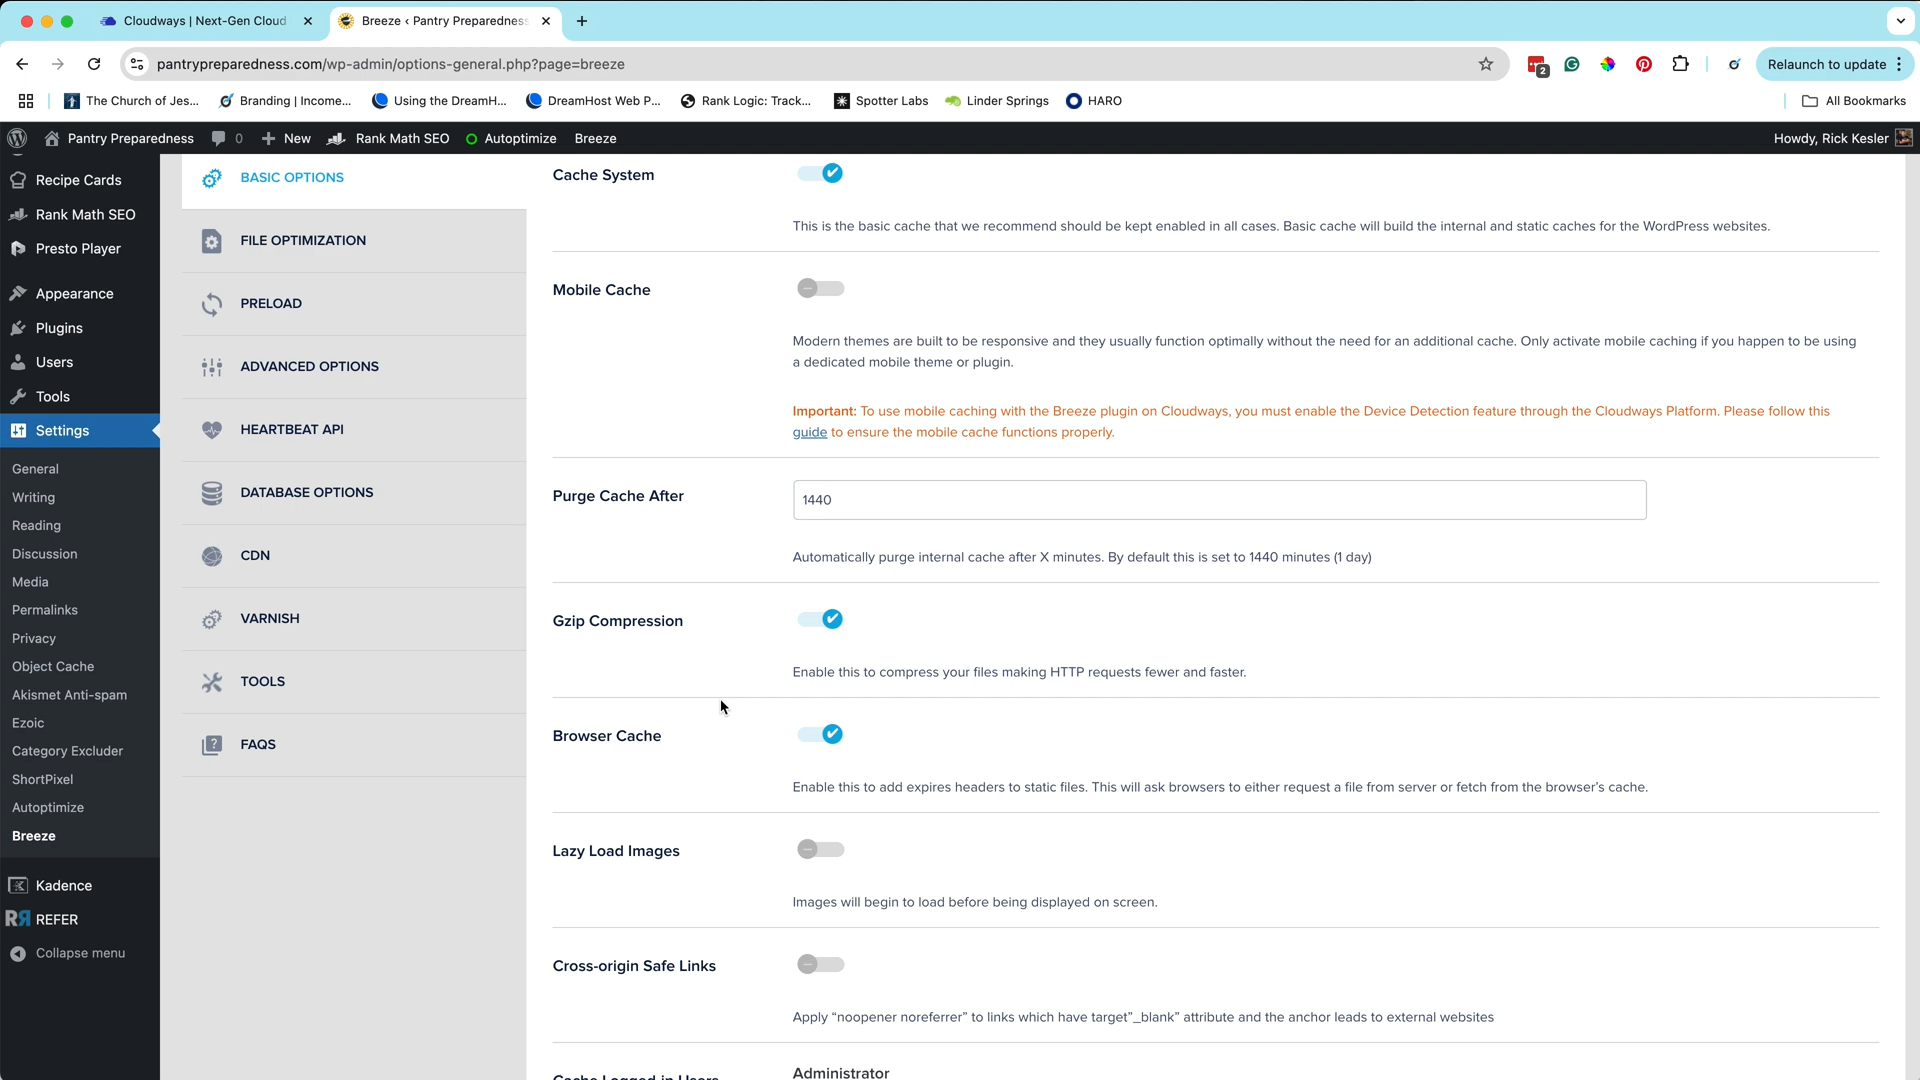 Cloudways | Next-Gen Cloud
Breeze ‹ Pantry Preparedness
pantrypreparedness.com/wp-admin/options-general.php?page=breeze
2
Relaunch to update
The Church of Jes...
Branding | Income...
Using the DreamH...
DreamHost Web P...
Rank Logic: Track...
Spotter Labs
Linder Springs
HARO
All Bookmarks
Pantry Preparedness
0
New
Rank Math SEO
Autoptimize
Breeze
Howdy, Rick Kesler
Recipe Cards
Rank Math SEO
Presto Player
Appearance
Plugins
Users
Tools
Settings
General
Writing
Reading
Discussion
Media
Permalinks
Privacy
Object Cache
Akismet Anti-spam
Ezoic
Category Excluder
ShortPixel
Autoptimize
Breeze
Kadence
REFER
Collapse menu
BASIC OPTIONS
FILE OPTIMIZATION
PRELOAD
ADVANCED OPTIONS
HEARTBEAT API
DATABASE OPTIONS
CDN
VARNISH
TOOLS
FAQS
Cache System
This is the basic cache that we recommend should be kept enabled in all cases. Basic cache will build the internal and static caches for the WordPress websites.
Mobile Cache
Modern themes are built to be responsive and they usually function optimally without the need for an additional cache. Only activate mobile caching if you happen to be using
a dedicated mobile theme or plugin.
Important: To use mobile caching with the Breeze plugin on Cloudways, you must enable the Device Detection feature through the Cloudways Platform. Please follow this
guide to ensure the mobile cache functions properly.
Purge Cache After
1440
Automatically purge internal cache after X minutes. By default this is set to 1440 minutes (1 day)
Gzip Compression
Enable this to compress your files making HTTP requests fewer and faster.
Browser Cache
Enable this to add expires headers to static files. This will ask browsers to either request a file from server or fetch from the browser's cache.
Lazy Load Images
Images will begin to load before being displayed on screen.
Cross-origin Safe Links
Apply “noopener noreferrer” to links which have target”_blank” attribute and the anchor leads to external websites
Cache Logged-in Users
Administrator